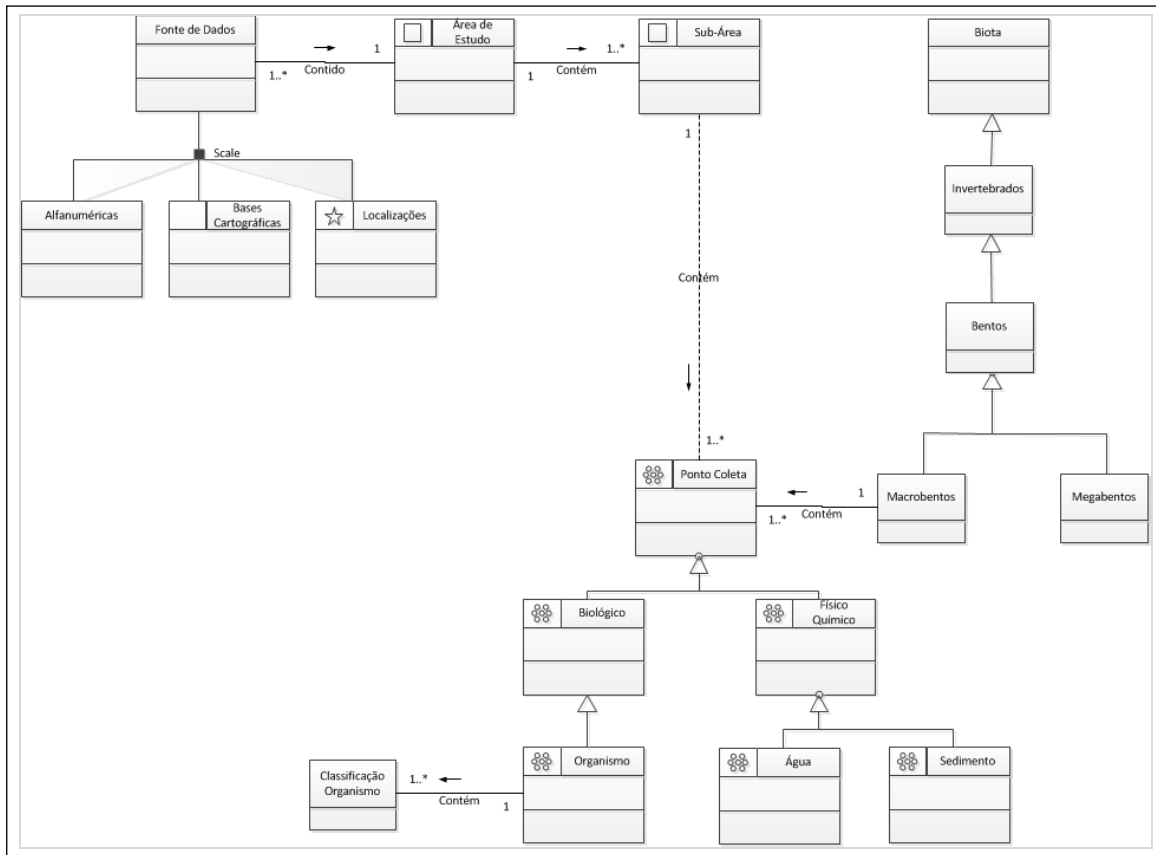 Fonte de Dados
Área de
Estudo
Sub-Área
Biota
1
1..*
Contido
1
1..*
Contém
1
Scale
Invertebrados
Alfanuméricas
Bases
Cartográficas
Localizações
Contém
Bentos
1..*
Ponto Coleta
1
1..*
Contém
Macrobentos
Megabentos
Biológico
Físico
Químico
Classificação
Organismo
1..*
Contém
1
Organismo
Água
Sedimento